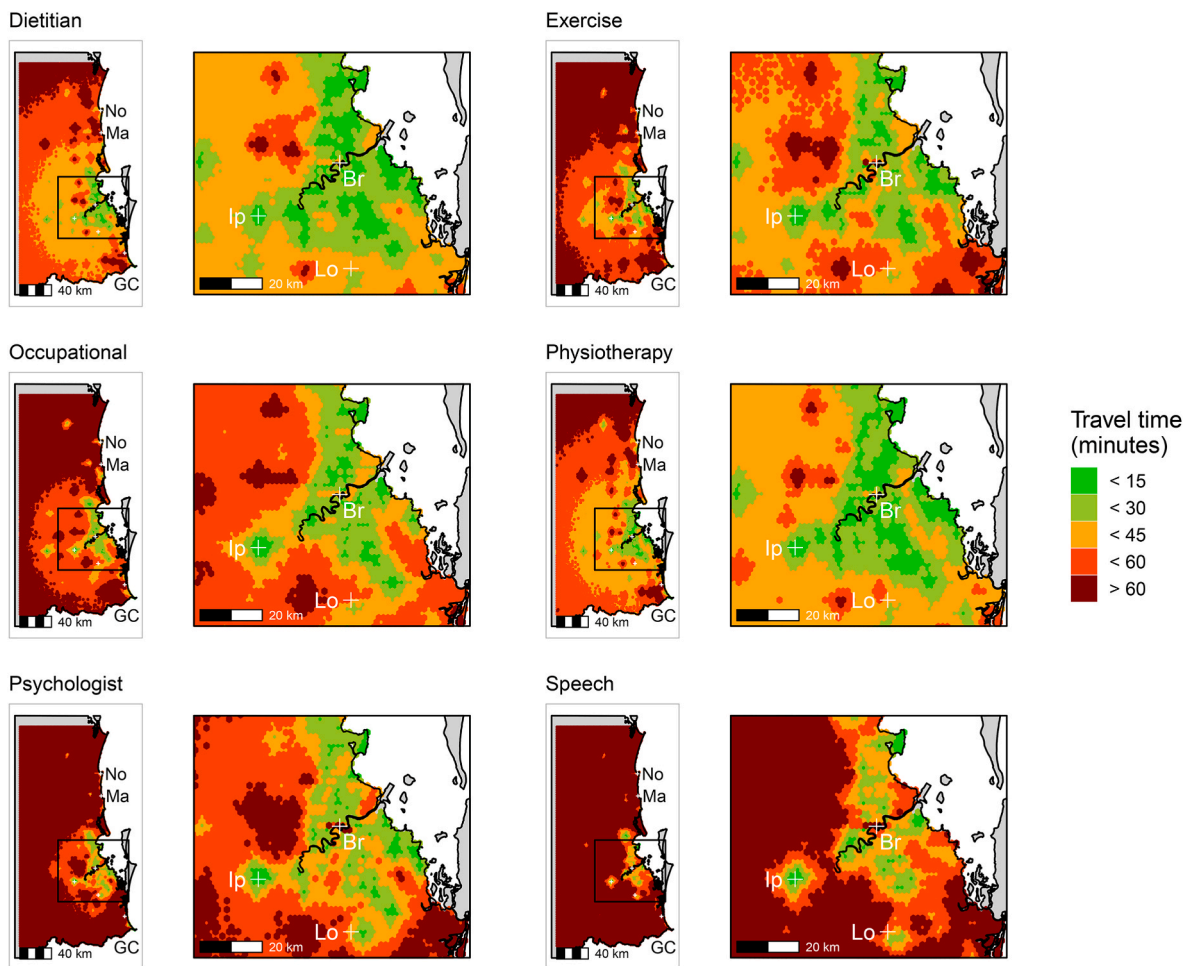 Dietitian
No
Ma
GC
40 km
Br
Ip
Lo
20 km
Exercise
No
Ma
GC
40 km
Br
Ip
Lo
20 km
Occupational
No
Ma
GC
40 km
Br
Ip
Lo
20 km
Physiotherapy
No
Ma
GC
40 km
Br
Ip
Lo
20 km
Travel time
(minutes)
< 15
< 30
< 45
< 60
> 60
Psychologist
No
Ma
GC
40 km
Br
Ip
Lo
20 km
Speech
No
Ma
GC
40 km
Br
Ip
Lo
20 km